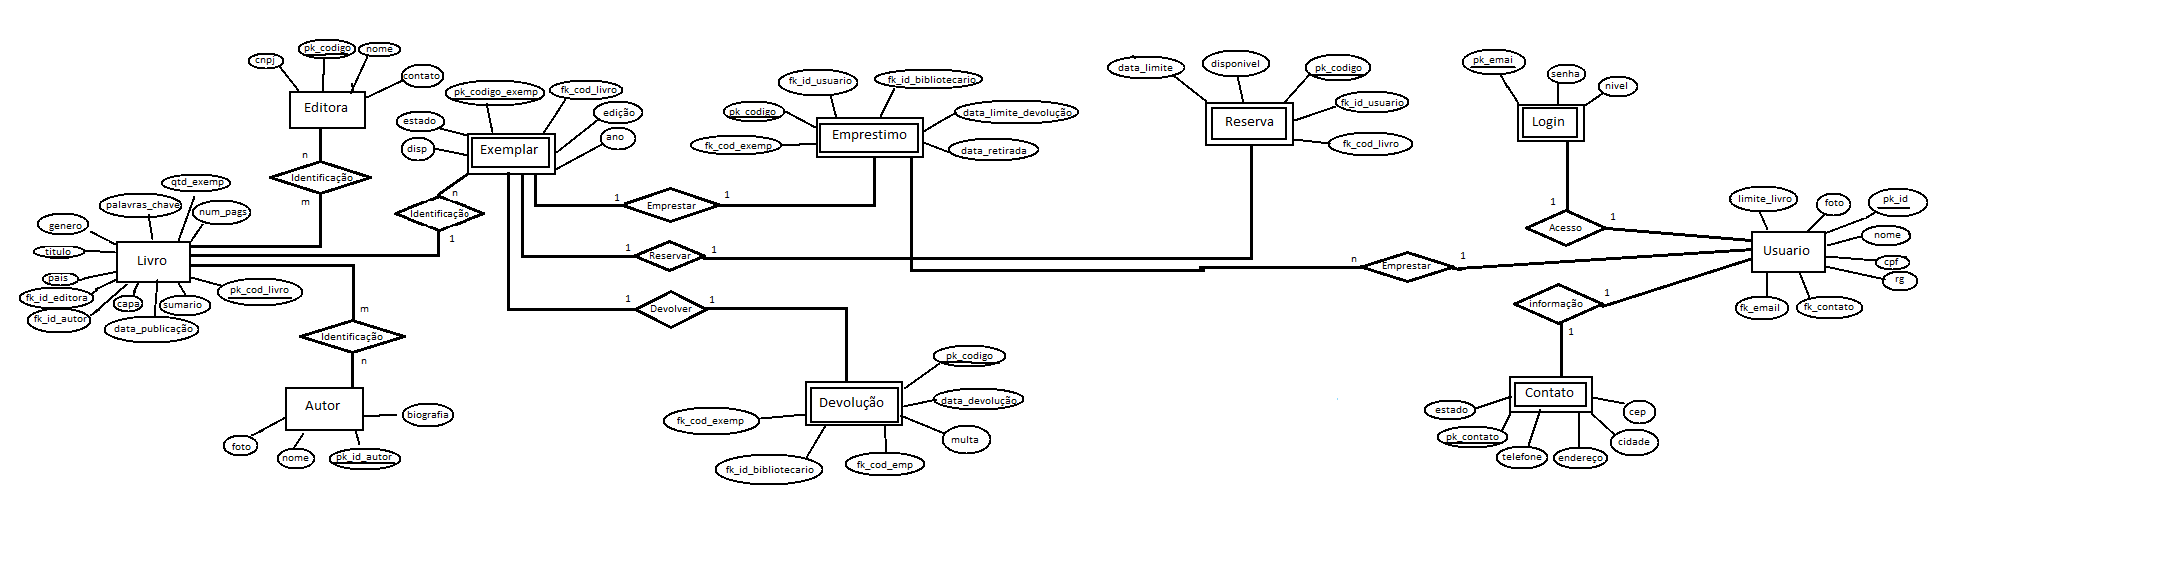 cnpj
pk_codigo
nome
contato
Editora
n
Identificação
m
pk_codigo_exemp
fk_cod_livro
estado
edição
disp
ano
Exemplar
n
Identificação
1
qtd_exemp
palavras_chave
num_pags
genero
titulo
pais
fk_id_editora
fk_id_autor
capa
data_publicação
sumario
pk_cod_livro
Livro
m
Identificação
n
Autor
biografia
foto
nome
pk_id_autor
fk_id_usuario
fk_id_bibliotecario
pk_codigo
data_limite_devolução
fk_cod_exemp
data_retirada
Emprestimo
1
Emprestar
1
1
Reservar
1
1
Devolver
1
pk_codigo
data_devolução
fk_cod_exemp
multa
fk_id_bibliotecario
fk_cod_emp
Devolução
data_limite
disponivel
pk_codigo
fk_id_usuario
fk_cod_livro
Reserva
n
Emprestar
1
pk_emai
senha
nivel
Login
1
Acesso
1
limite_livro
foto
pk_id
nome
cpf
rg
fk_email
fk_contato
Usuario
informação
1
1
Contato
estado
pk_contato
telefone
endereço
cidade
cep